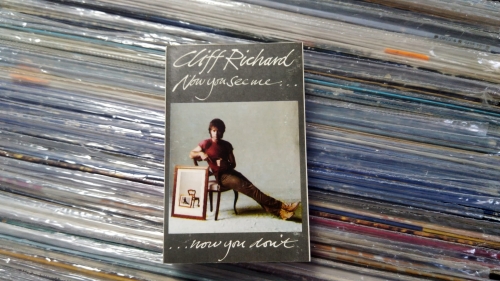 Cliff Richard
Now you see me...
...now you don't